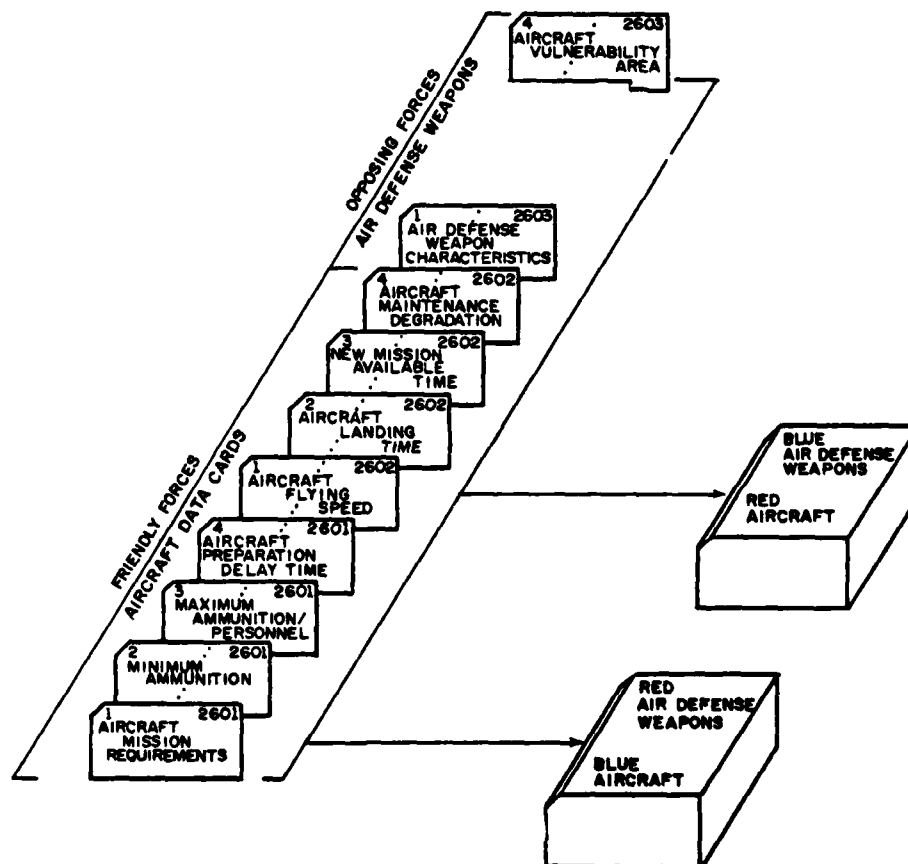 4 2603
AIRCRAFT
VULNERABILITY
AREA
OPPOSING FORCES
AIR DEFENSE WEAPONS
1 2603
AIR DEFENSE
WEAPON
CHARACTERISTICS
4 2602
AIRCRAFT
MAINTENANCE
DEGRADATION
3 2602
NEW MISSION
AVAILABLE
TIME
2 2602
AIRCRAFT
LANDING
TIME
1 2602
AIRCRAFT
FLYING
SPEED
FRIENDLY FORCES
AIRCRAFT DATA CARDS
4 2601
AIRCRAFT
PREPARATION
DELAY TIME
3 2601
MAXIMUM
AMMUNITION/
PERSONNEL
2 2601
MINIMUM
AMMUNITION
1 2601
AIRCRAFT
MISSION
REQUIREMENTS
BLUE
AIR DEFENSE
WEAPONS
RED
AIRCRAFT
RED
AIR DEFENSE
WEAPONS
BLUE
AIRCRAFT